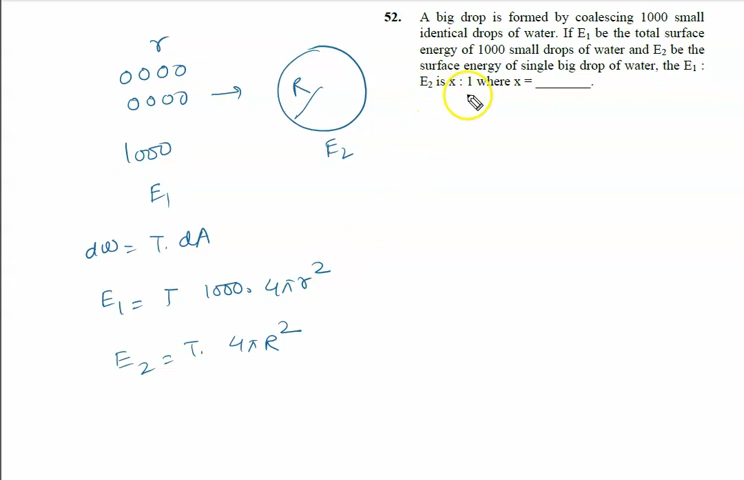 52. A big drop is formed by coalescing 1000 small
identical drops of water. If E₁ be the total surface
energy of 1000 small drops of water and E₂ be the
surface energy of single big drop of water, the E₁ :
E₂ is x : 1 where x = ________.
r
0000
0000 → R
1000 E₂
E₁
dω = T. dA
E₁ = T 1000. 4πr²
E₂ = T. 4πR²